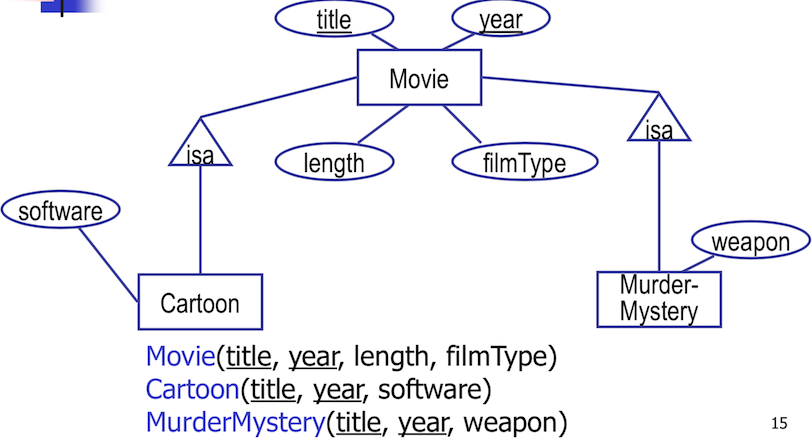 title
year
Movie
isa
isa
length
filmType
software
weapon
Cartoon
Murder-
Mystery
Movie(title, year, length, filmType)
Cartoon(title, year, software)
MurderMystery(title, year, weapon)
15